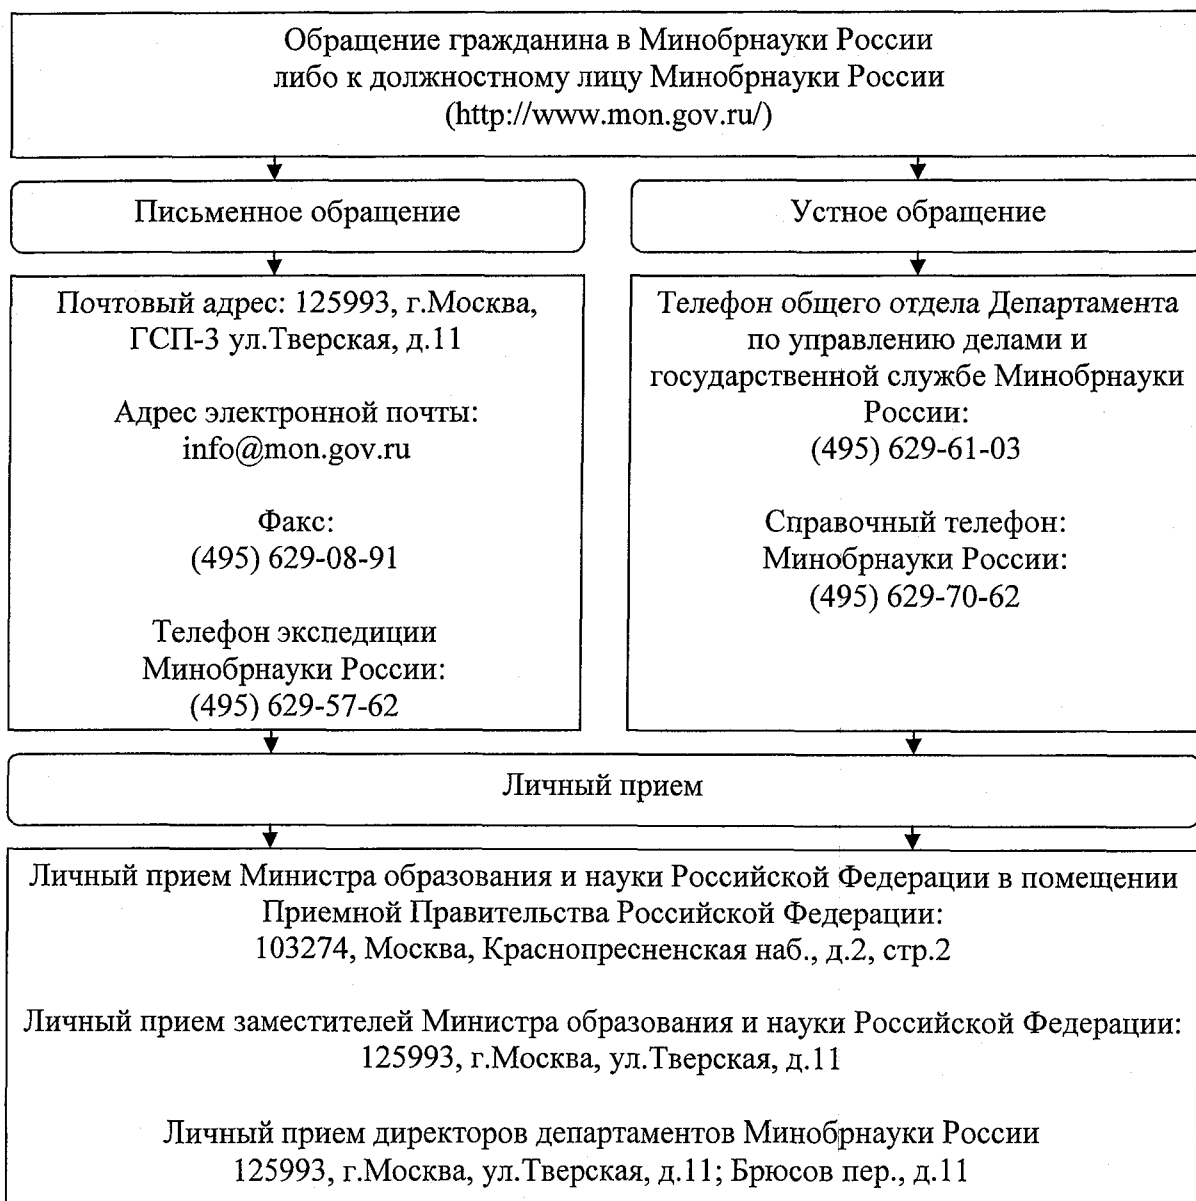 Обращение гражданина в Минобрнауки России
либо к должностному лицу Минобрнауки России
(http://www.mon.gov.ru/)
Письменное обращение
Устное обращение
Почтовый адрес: 125993, г.Москва,
ГСП-3 ул.Тверская, д.11
Адрес электронной почты:
info@mon.gov.ru
Факс:
(495) 629-08-91
Телефон экспедиции
Минобрнауки России:
(495) 629-57-62
Телефон общего отдела Департамента
по управлению делами и
государственной службе Минобрнауки
России:
(495) 629-61-03
Справочный телефон:
Минобрнауки России:
(495) 629-70-62
Личный прием
Личный прием Министра образования и науки Российской Федерации в помещении
Приемной Правительства Российской Федерации:
103274, Москва, Краснопресненская наб., д.2, стр.2
Личный прием заместителей Министра образования и науки Российской Федерации:
125993, г.Москва, ул.Тверская, д.11
Личный прием директоров департаментов Минобрнауки России
125993, г.Москва, ул.Тверская, д.11; Брюсов пер., д.11